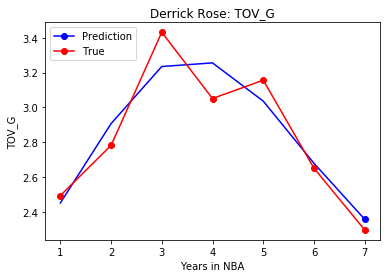 Derrick Rose: TOV_G
Prediction
True
3.4
3.2
3.0
2.8
2.6
2.4
TOV_G
1 2 3 4 5 6 7
Years in NBA